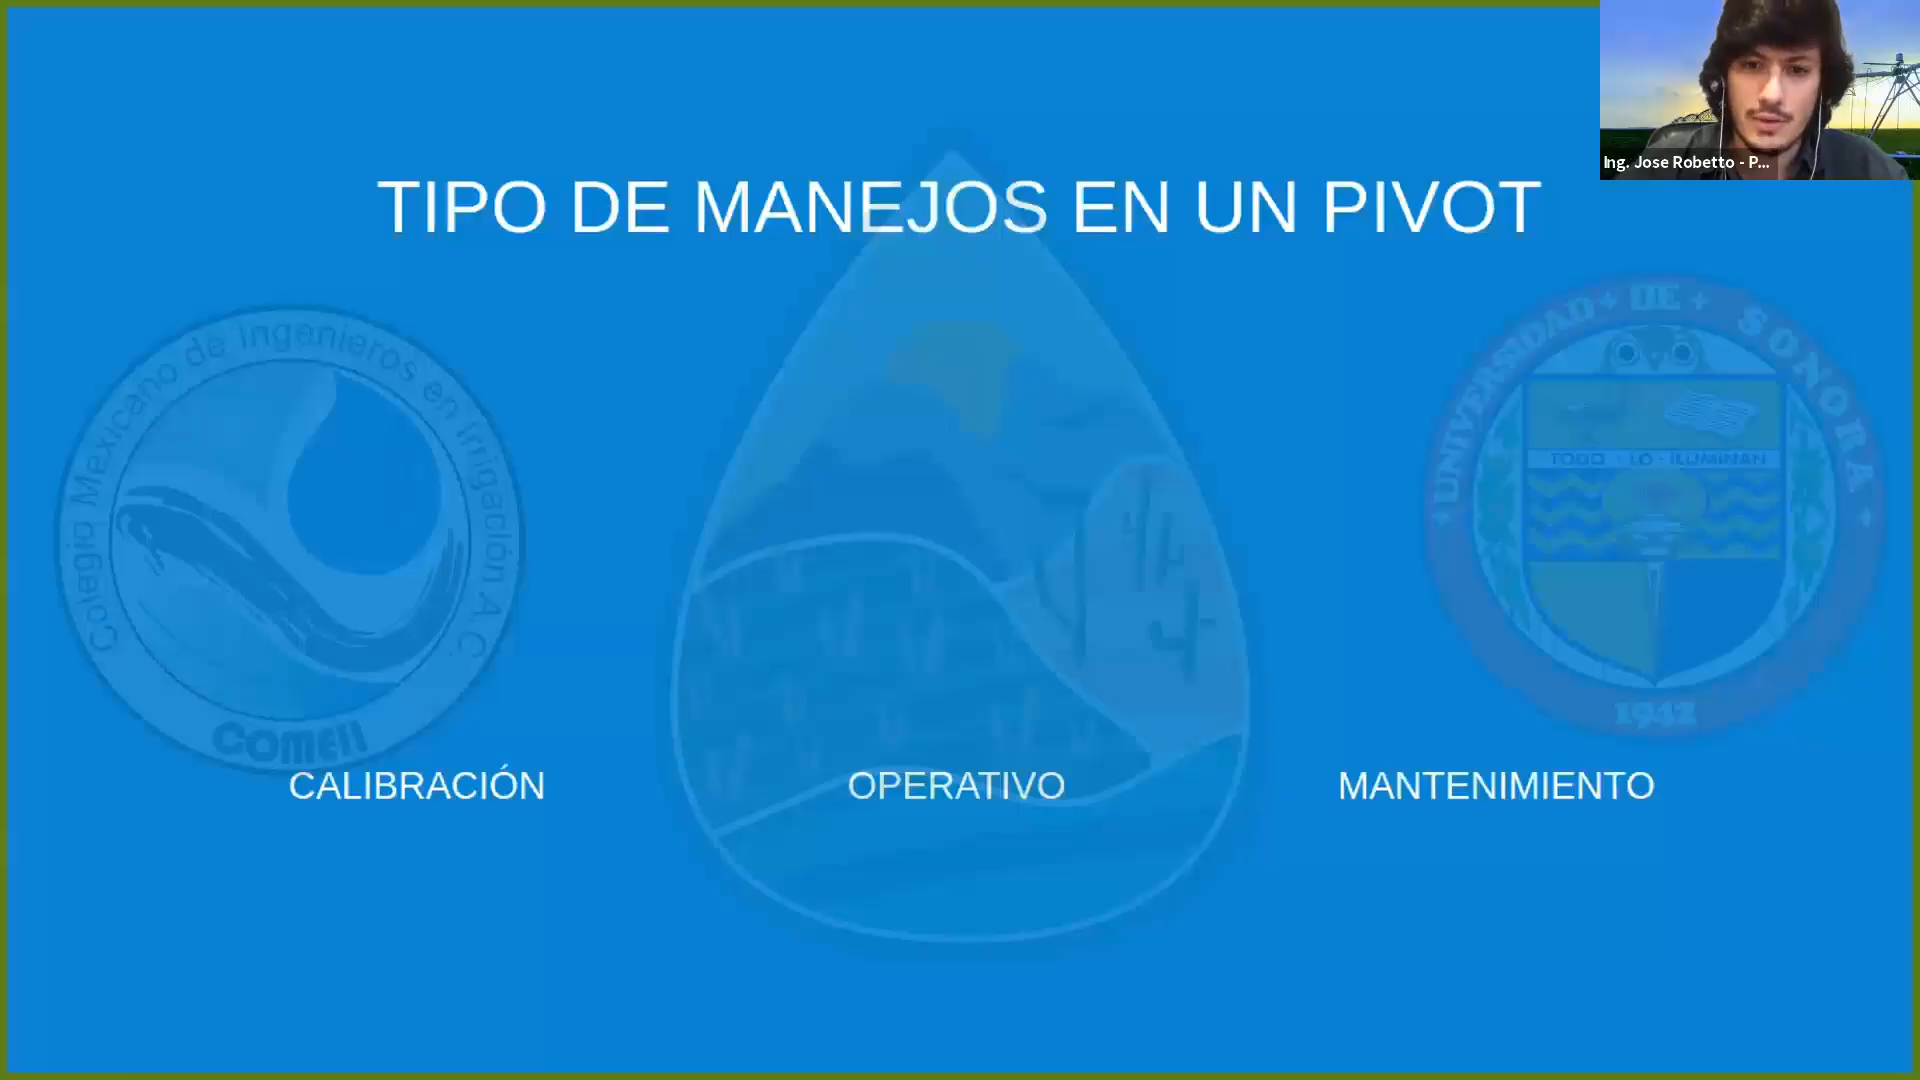 Ing. Jose Robetto - P...
TIPO DE MANEJOS EN UN PIVOT
Colegio Mexicano de Ingenieros en Irrigación A.C.
COMEII
UNIVERSIDAD DE SONORA
TODO - LO - ILUMINAN
1942
CALIBRACIÓN
OPERATIVO
MANTENIMIENTO